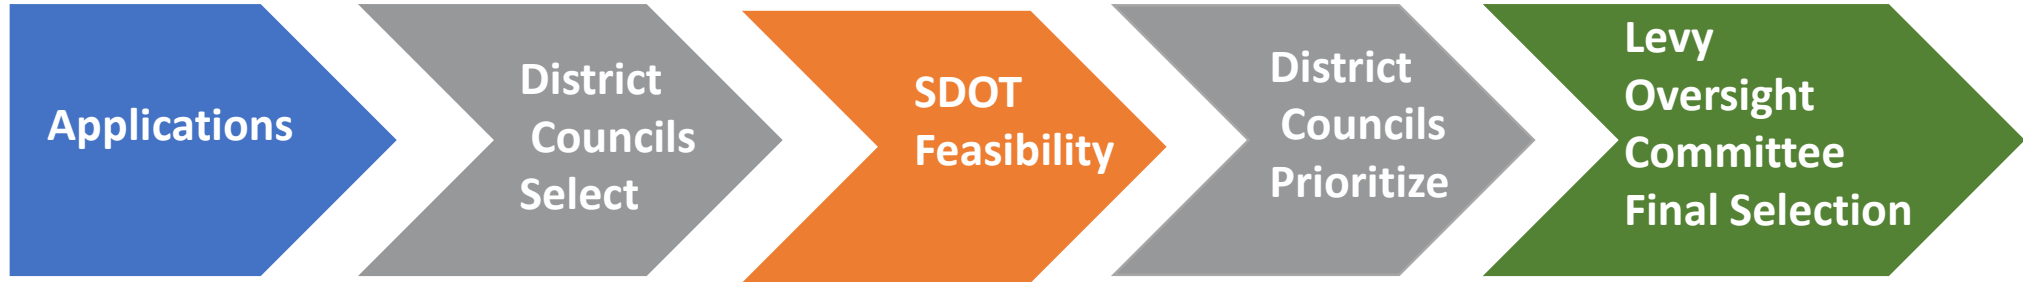 Applications
District
Councils
Select
SDOT
Feasibility
District
Councils
Prioritize
Levy
Oversight
Committee
Final Selection